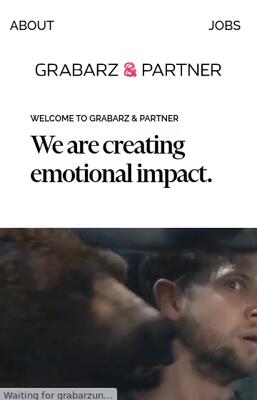 ABOUT JOBS
GRABARZ & PARTNER
WELCOME TO GRABARZ & PARTNER
We are creating
emotional impact.
Waiting for grabarzun...